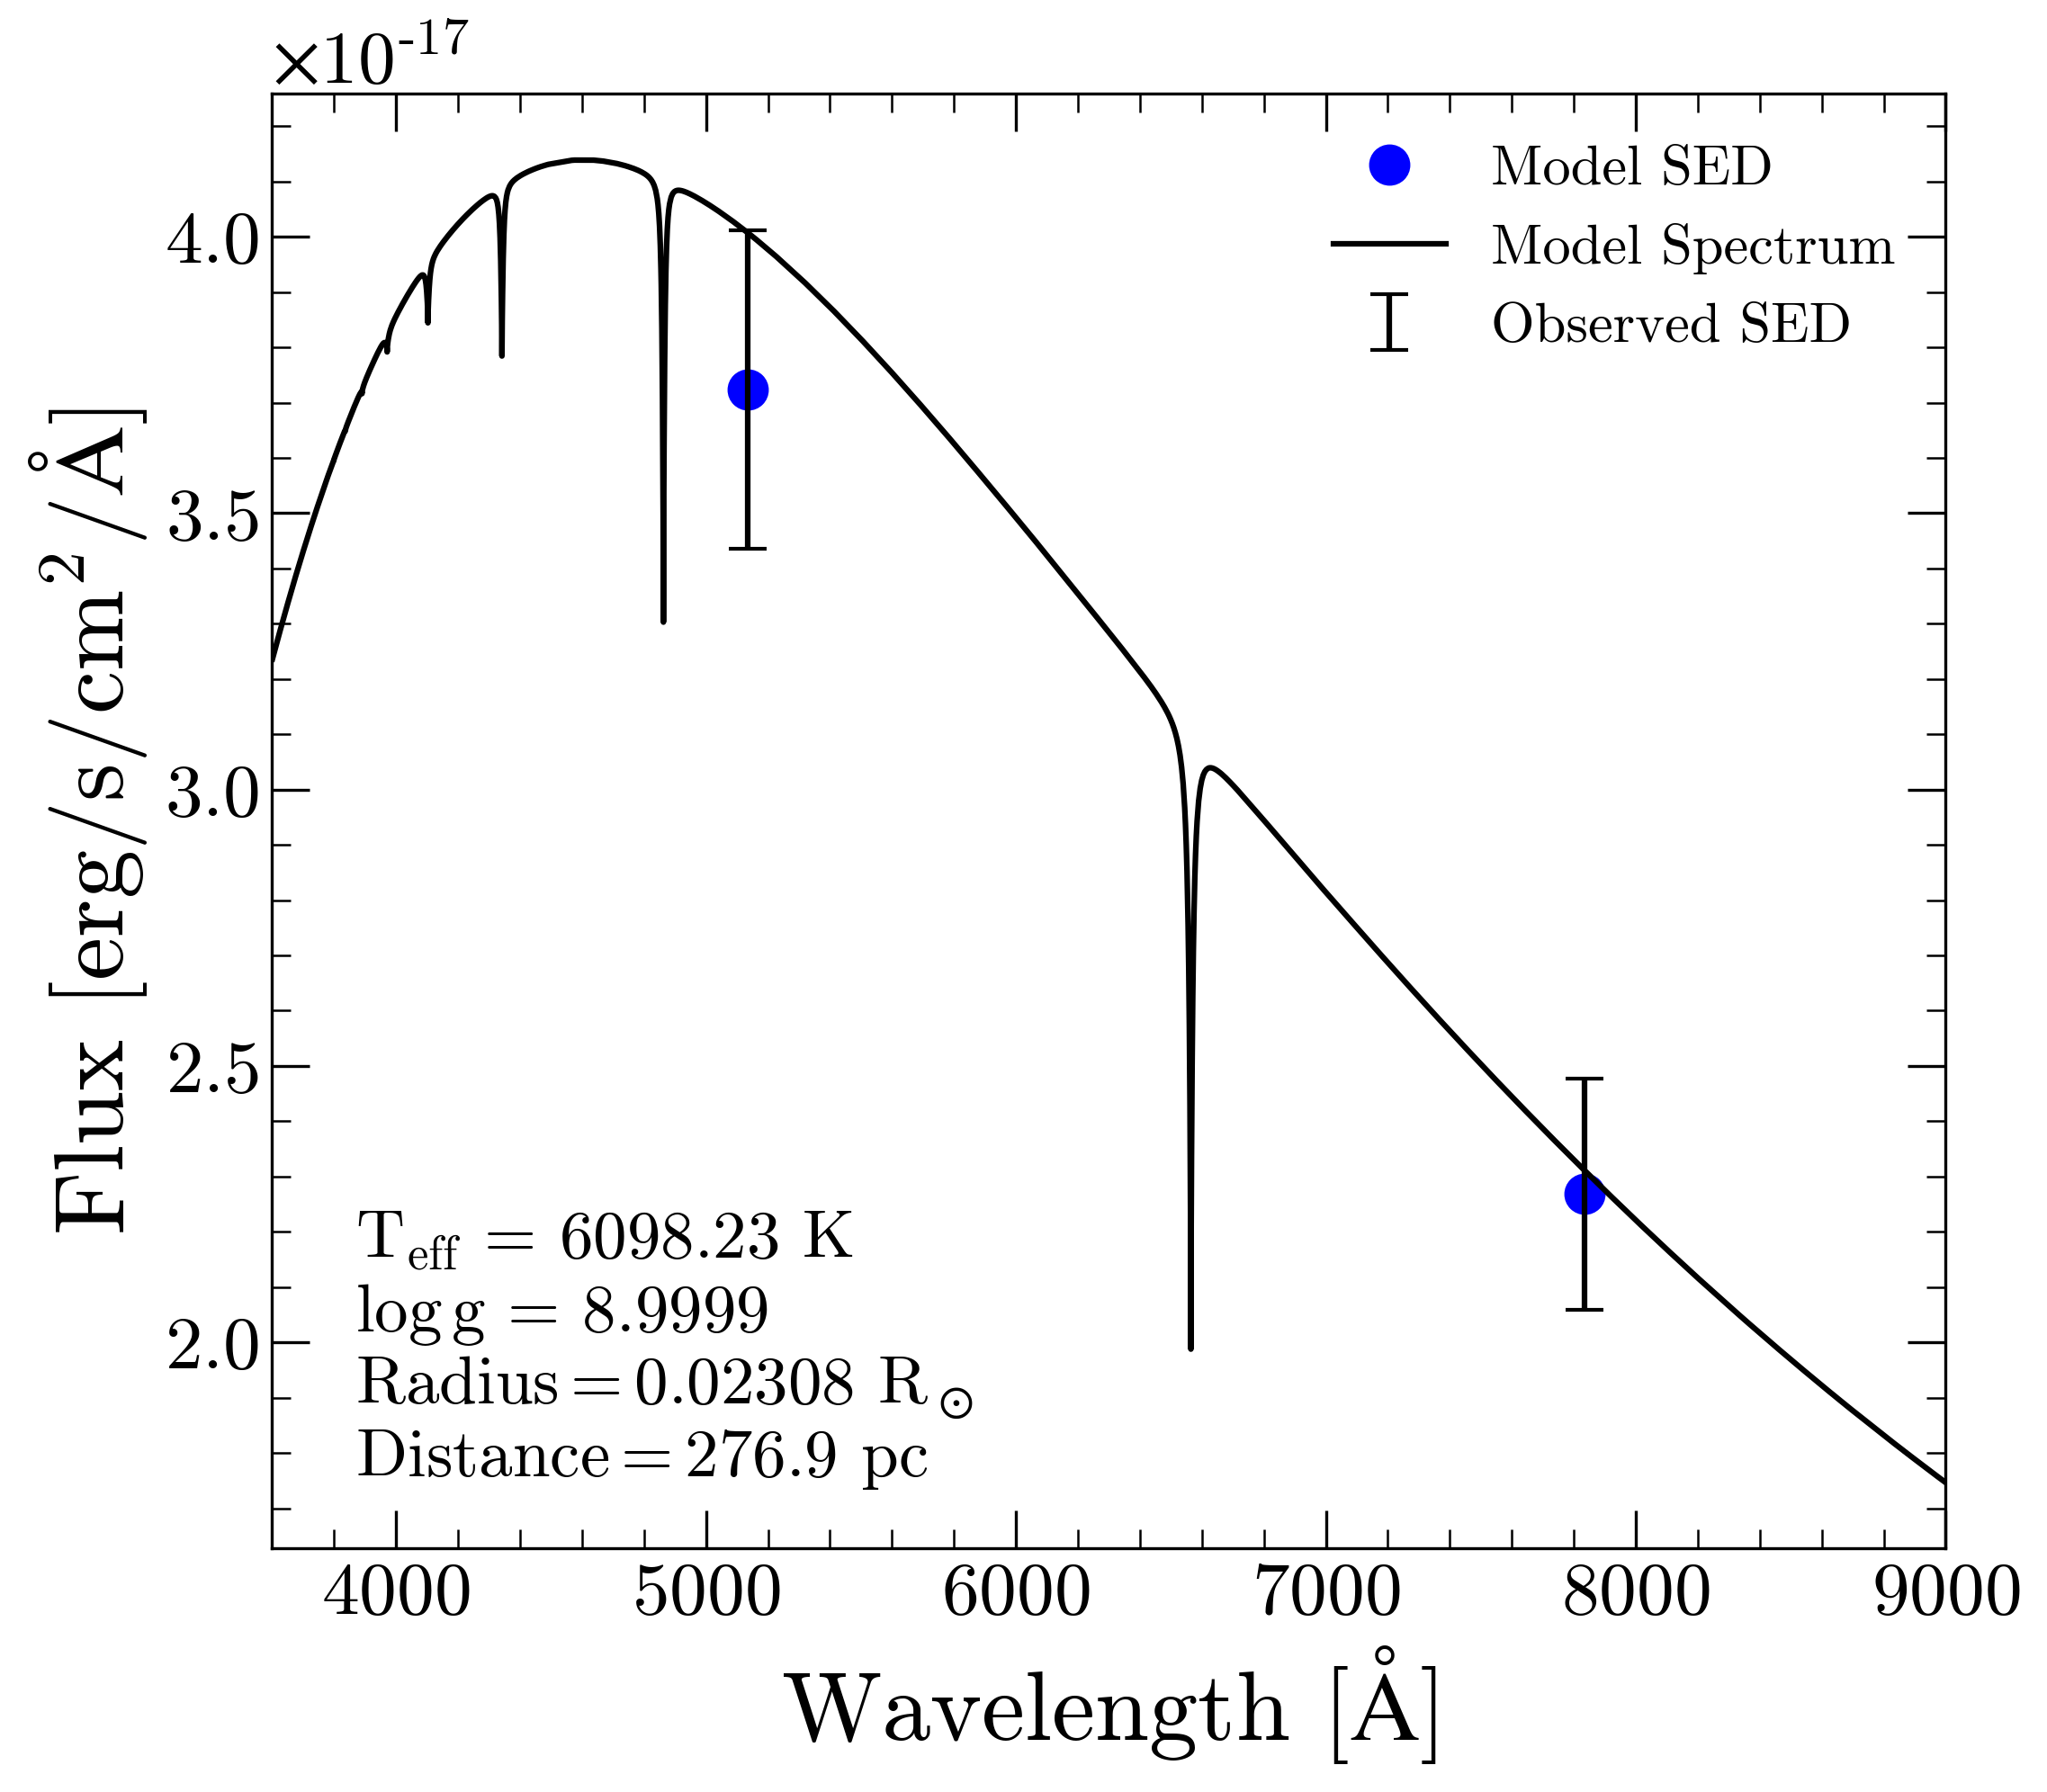 ×10⁻¹⁷
Model SED
Model Spectrum
Observed SED
4.0
3.5
3.0
2.5
2.0
Flux [erg/s/cm²/Å]
T_eff = 6098.23 K
log g = 8.9999
Radius = 0.02308 R_⊙
Distance = 276.9 pc
4000 5000 6000 7000 8000 9000
Wavelength [Å]